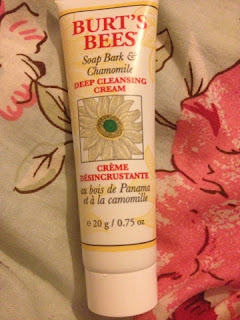 BURT'S
BEES
Soap Bark &
Chamomile
DEEP CLEANSING
CREAM
CRÈME
DÉSINCRUSTANTE
au bois de Panama
et à la camomille
e 20 g / 0.75 oz